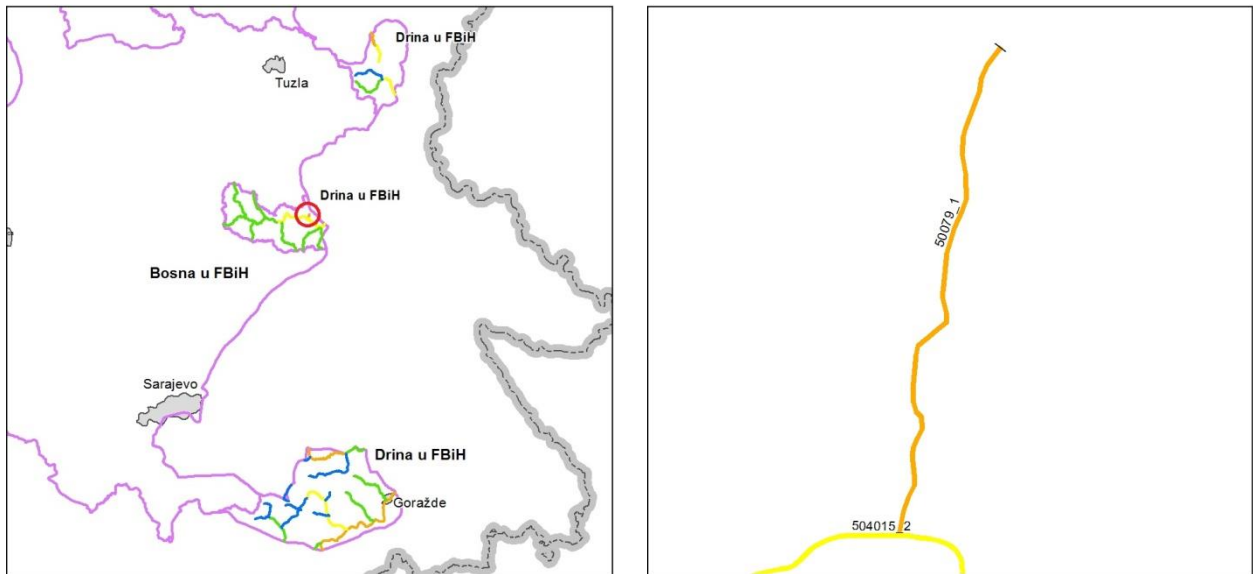 Drina u FBiH
Tuzla
Drina u FBiH
Bosna u FBiH
Sarajevo
Drina u FBiH
Goražde
50079_1
504015_2